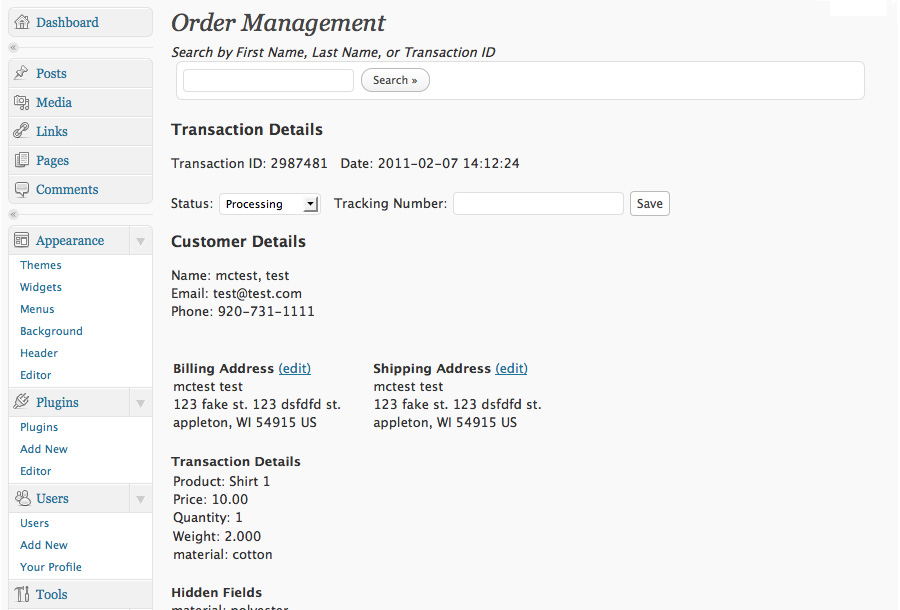 Dashboard
«
Posts
Media
Links
Pages
Comments
«
Appearance
Themes
Widgets
Menus
Background
Header
Editor
Plugins
Plugins
Add New
Editor
Users
Users
Add New
Your Profile
Tools
Order Management
Search by First Name, Last Name, or Transaction ID
Search »
Transaction Details
Transaction ID: 2987481 Date: 2011-02-07 14:12:24
Status: Processing Tracking Number: Save
Customer Details
Name: mctest, test
Email: test@test.com
Phone: 920-731-1111
Billing Address (edit)
mctest test
123 fake st. 123 dsfdfd st.
appleton, WI 54915 US
Shipping Address (edit)
mctest test
123 fake st. 123 dsfdfd st.
appleton, WI 54915 US
Transaction Details
Product: Shirt 1
Price: 10.00
Quantity: 1
Weight: 2.000
material: cotton
Hidden Fields
material: polyester